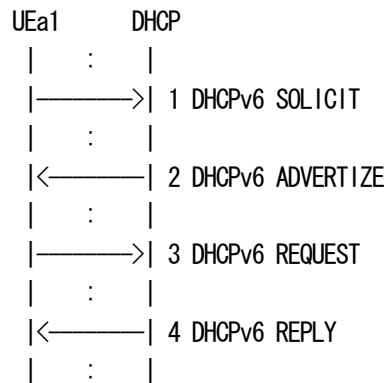 UEa1 DHCP
| : |
|--------->| 1 DHCPv6 SOLICIT
| : |
|<---------| 2 DHCPv6 ADVERTIZE
| : |
|--------->| 3 DHCPv6 REQUEST
| : |
|<---------| 4 DHCPv6 REPLY
| : |